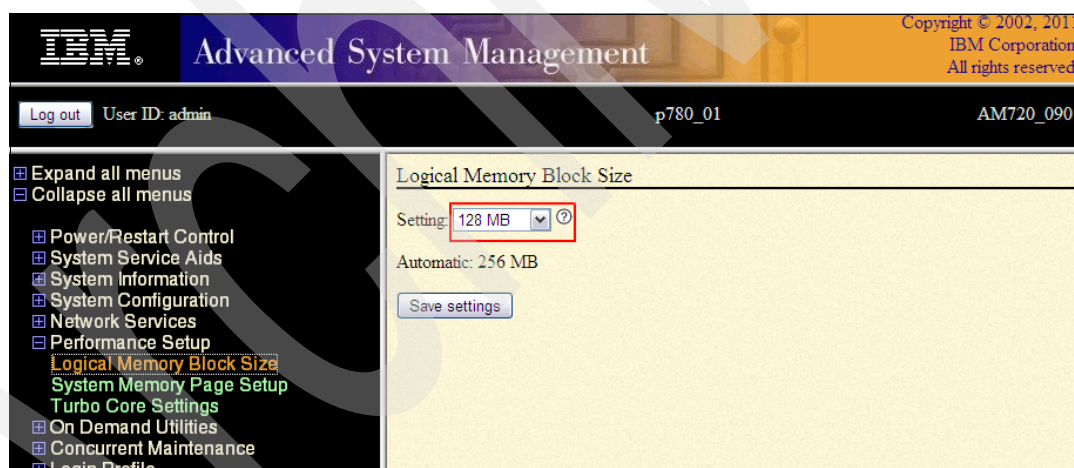 IBM®
Advanced System Management
Copyright © 2002, 2011
IBM Corporation
All rights reserved
Log out
User ID: admin
p780_01
AM720_090
Expand all menus
Collapse all menus
Power/Restart Control
System Service Aids
System Information
System Configuration
Network Services
Performance Setup
Logical Memory Block Size
System Memory Page Setup
Turbo Core Settings
On Demand Utilities
Concurrent Maintenance
Login Profile
Logical Memory Block Size
Setting: 128 MB ?
Automatic: 256 MB
Save settings